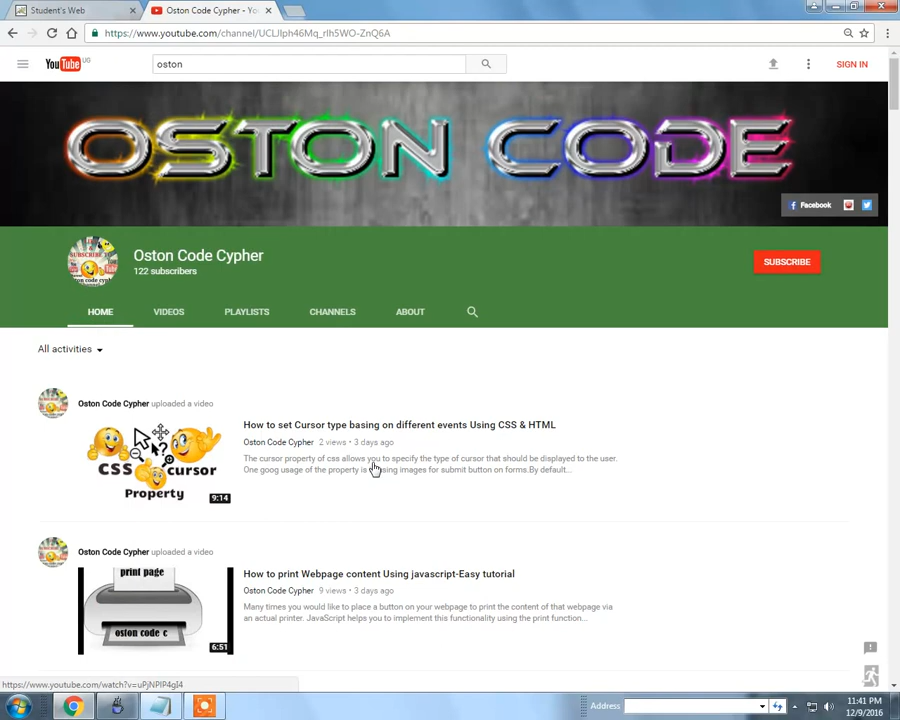 Student's Web
Oston Code Cypher - Yo
https://www.youtube.com/channel/UCLJIph46Mq_rIh5WO-ZnQ6A
YouTube UG
oston
SIGN IN
OSTON CODE
Facebook
Oston Code Cypher
122 subscribers
SUBSCRIBE
HOME VIDEOS PLAYLISTS CHANNELS ABOUT
All activities
Oston Code Cypher uploaded a video
How to set Cursor type basing on different events Using CSS & HTML
Oston Code Cypher 2 views • 3 days ago
The cursor property of css allows you to specify the type of cursor that should be displayed to the user.
One goog usage of the property is using images for submit button on forms.By default...
CSS cursor
Property
9:14
Oston Code Cypher uploaded a video
How to print Webpage content Using javascript-Easy tutorial
Oston Code Cypher 9 views • 3 days ago
Many times you would like to place a button on your webpage to print the content of that webpage via
an actual printer. JavaScript helps you to implement this functionality using the print function...
print page
oston code c
6:51
https://www.youtube.com/watch?v=uPjNPlP4gI4
Address
11:41 PM
12/9/2016